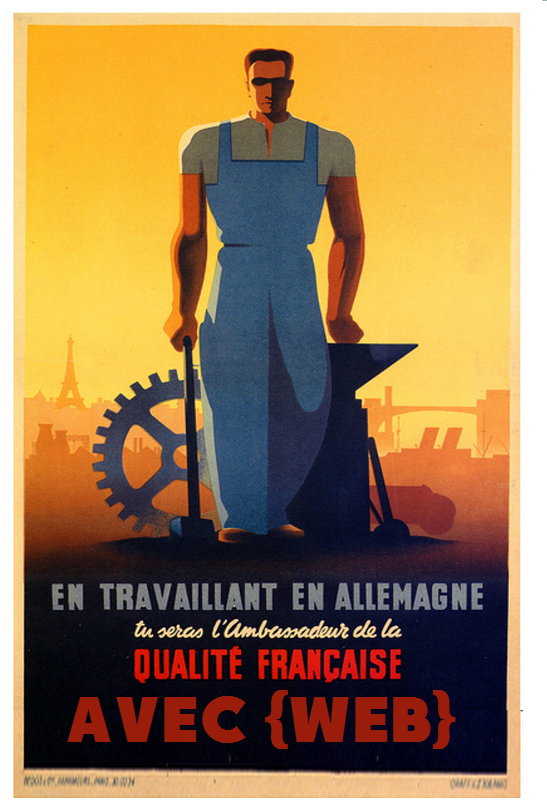 EN TRAVAILLANT EN ALLEMAGNE
tu seras l'Ambassadeur de la
QUALITÉ FRANÇAISE
AVEC {WEB}